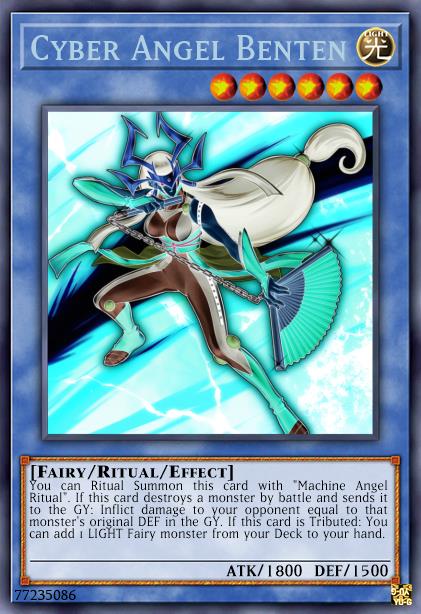 Cyber Angel Benten
LIGHT
光
[Fairy/Ritual/Effect]
You can Ritual Summon this card with "Machine Angel
Ritual". If this card destroys a monster by battle and sends it
to the GY: Inflict damage to your opponent equal to that
monster's original DEF in the GY. If this card is Tributed: You
can add 1 LIGHT Fairy monster from your Deck to your hand.
ATK/1800 DEF/1500
77235086